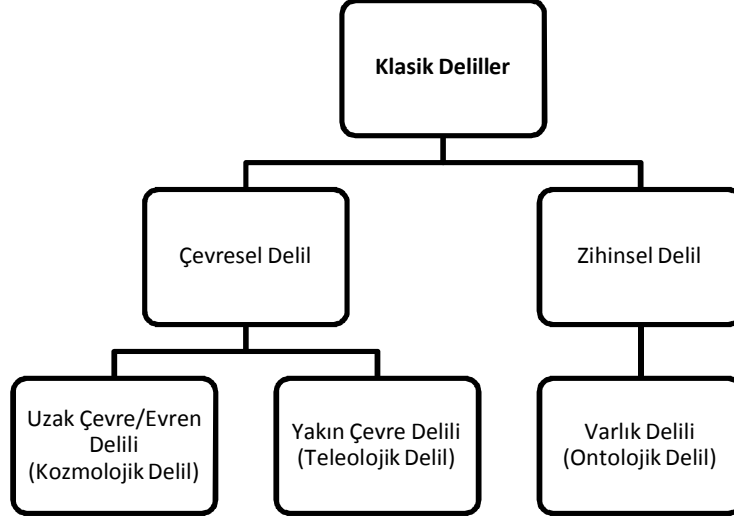 Klasik Deliller
Çevresel Delil
Zihinsel Delil
Uzak Çevre/Evren
Delili
(Kozmolojik Delil)
Yakın Çevre Delili
(Teleolojik Delil)
Varlık Delili
(Ontolojik Delil)